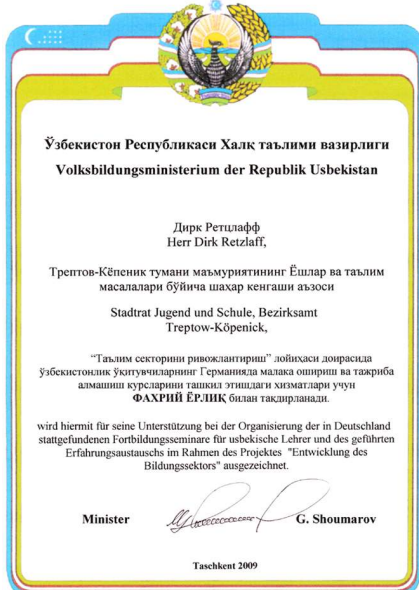 Ўзбекистон Республикаси Халқ таълими вазирлиги
Volksbildungsministerium der Republik Usbekistan
Дирк Ретцлафф
Herr Dirk Retzlaff,
Трептов-Кёпеник тумани маъмуриятининг Ёшлар ва таълим
масалалари бўйича шаҳар кенгаши аъзоси
Stadtrat Jugend und Schule, Bezirksamt
Treptow-Köpenick,
“Таълим секторини ривожлантириш” лойиҳаси доирасида
ўзбекистонлик ўқитувчиларнинг Германияда малака ошириш ва тажриба
алмашиш курсларини ташкил этишдаги хизматлари учун
ФАХРИЙ ЁРЛИҚ билан тақдирланади.
wird hiermit für seine Unterstützung bei der Organisierung der in Deutschland
stattgefundenen Fortbildungsseminare für usbekische Lehrer und des geführten
Erfahrungsaustauschs im Rahmen des Projektes "Entwicklung des
Bildungssektors" ausgezeichnet.
Minister G. Shoumarov
Taschkent 2009